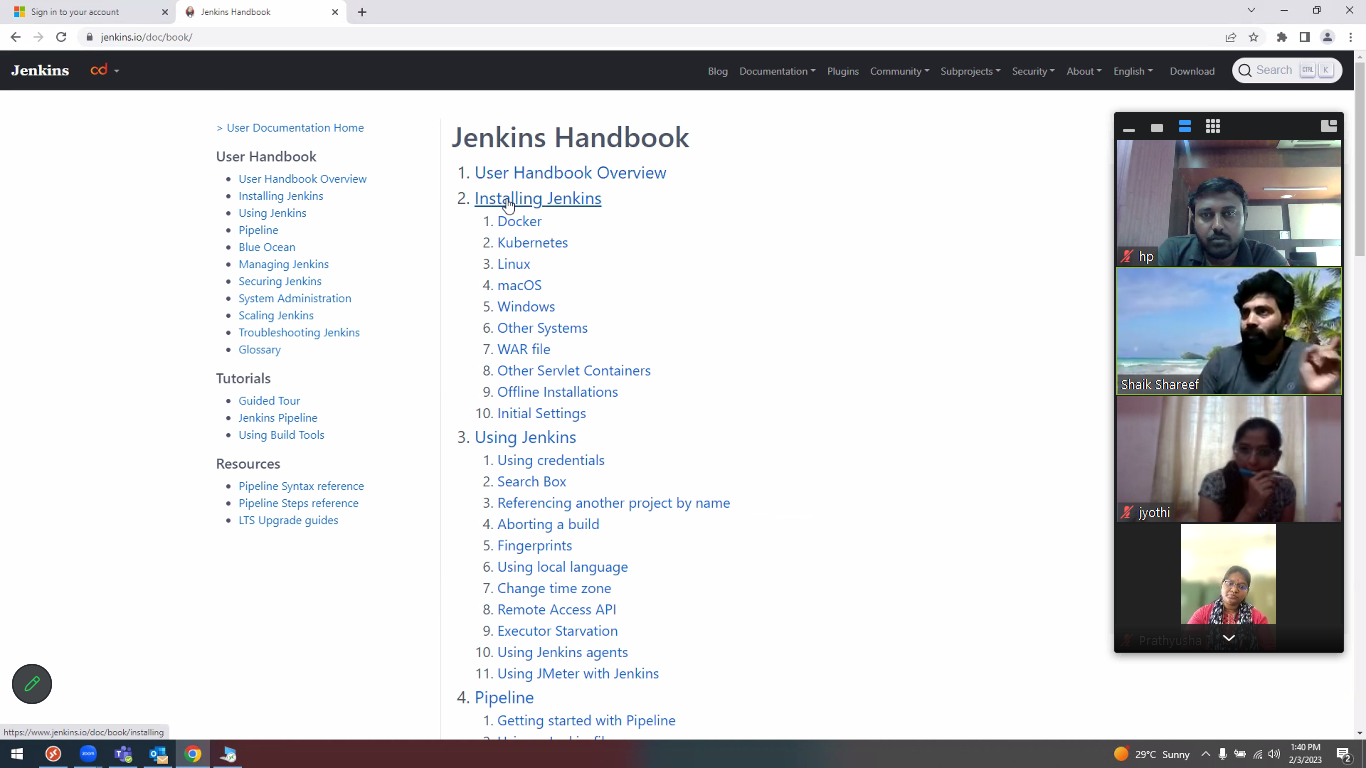 Sign in to your account
Jenkins Handbook
jenkins.io/doc/book/
Jenkins
cd
Blog
Documentation
Plugins
Community
Subprojects
Security
About
English
Download
Search
CTRL
K
> User Documentation Home
User Handbook
User Handbook Overview
Installing Jenkins
Using Jenkins
Pipeline
Blue Ocean
Managing Jenkins
Securing Jenkins
System Administration
Scaling Jenkins
Troubleshooting Jenkins
Glossary
Tutorials
Guided Tour
Jenkins Pipeline
Using Build Tools
Resources
Pipeline Syntax reference
Pipeline Steps reference
LTS Upgrade guides
Jenkins Handbook
1. User Handbook Overview
2. Installing Jenkins
1. Docker
2. Kubernetes
3. Linux
4. macOS
5. Windows
6. Other Systems
7. WAR file
8. Other Servlet Containers
9. Offline Installations
10. Initial Settings
3. Using Jenkins
1. Using credentials
2. Search Box
3. Referencing another project by name
4. Aborting a build
5. Fingerprints
6. Using local language
7. Change time zone
8. Remote Access API
9. Executor Starvation
10. Using Jenkins agents
11. Using JMeter with Jenkins
4. Pipeline
1. Getting started with Pipeline
hp
Shaik Shareef
jyothi
Prathyusha
https://www.jenkins.io/doc/book/installing
zoom
29°C Sunny
1:40 PM
2/3/2023
2